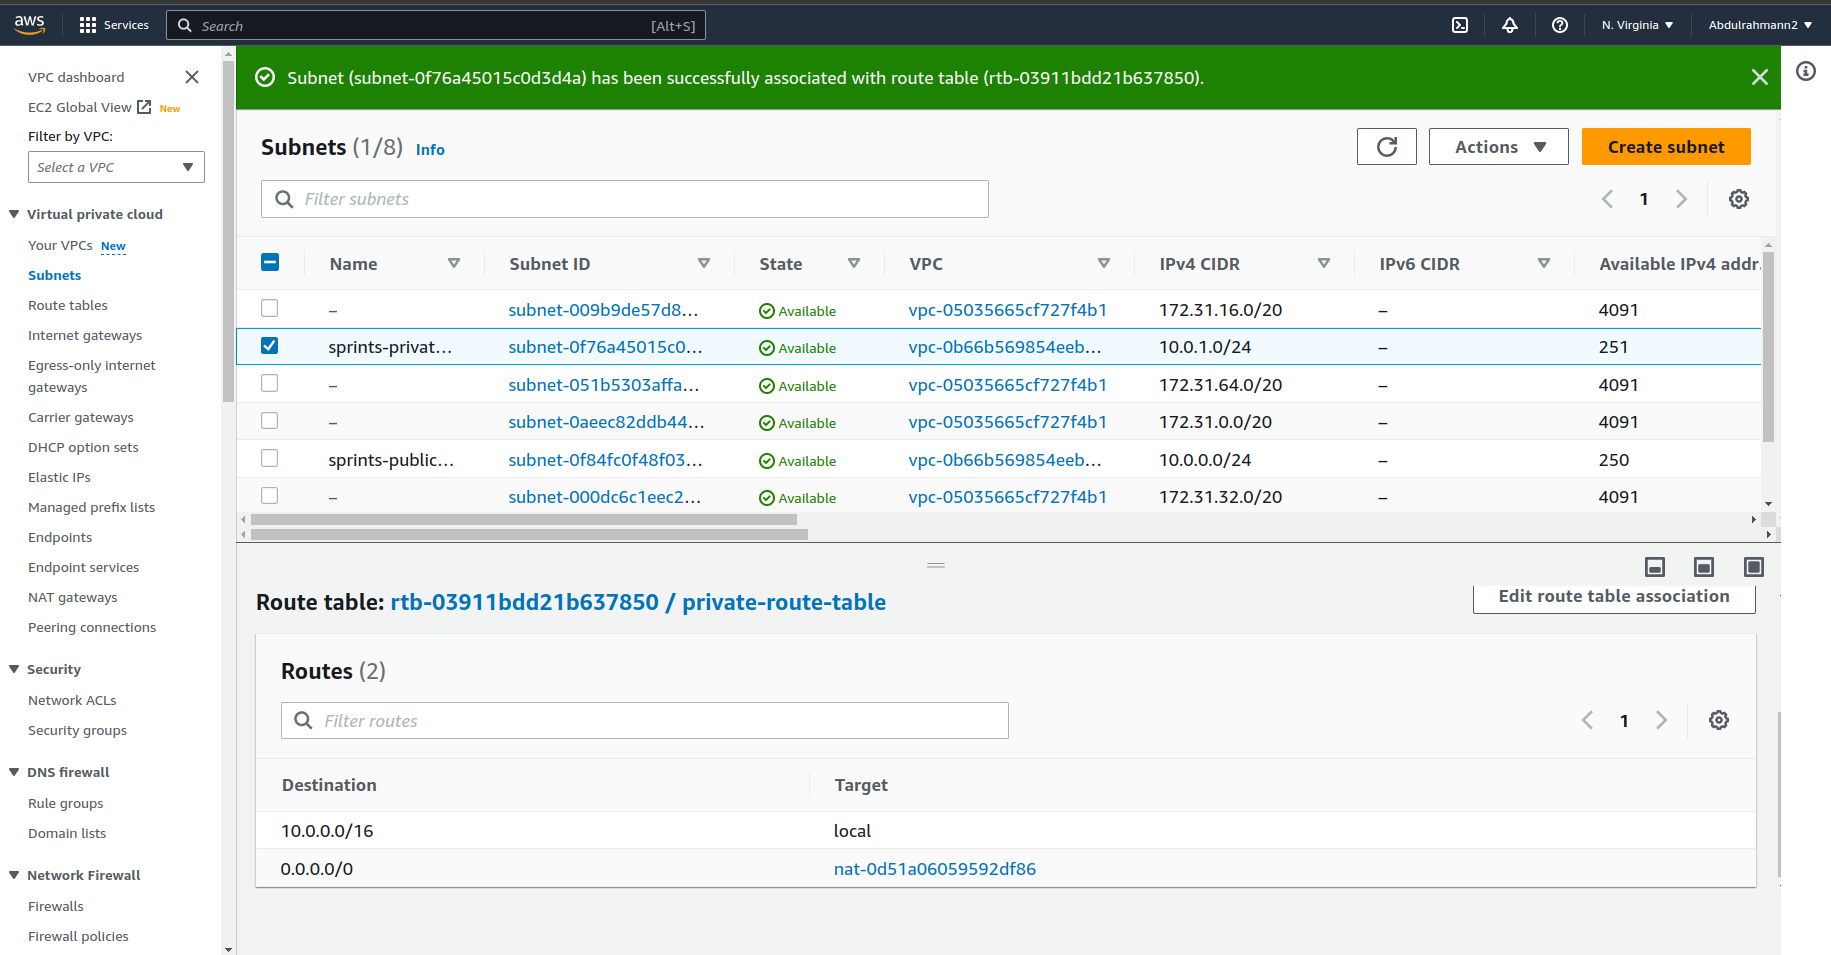 aws
Services
Search [Alt+S]
N. Virginia
Abdulrahmann2
VPC dashboard
EC2 Global View New
Filter by VPC:
Select a VPC
Virtual private cloud
Your VPCs New
Subnets
Route tables
Internet gateways
Egress-only internet
gateways
Carrier gateways
DHCP option sets
Elastic IPs
Managed prefix lists
Endpoints
Endpoint services
NAT gateways
Peering connections
Security
Network ACLs
Security groups
DNS firewall
Rule groups
Domain lists
Network Firewall
Firewalls
Firewall policies
Subnet (subnet-0f76a45015c0d3d4a) has been successfully associated with route table (rtb-03911bdd21b637850).
Subnets (1/8) Info
Actions
Create subnet
Filter subnets
1
Name Subnet ID State VPC IPv4 CIDR IPv6 CIDR Available IPv4 addr.
– subnet-009b9de57d8... Available vpc-05035665cf727f4b1 172.31.16.0/20 – 4091
sprints-privat... subnet-0f76a45015c0... Available vpc-0b66b569854eeb... 10.0.1.0/24 – 251
– subnet-051b5303affa... Available vpc-05035665cf727f4b1 172.31.64.0/20 – 4091
– subnet-0aeec82ddb44... Available vpc-05035665cf727f4b1 172.31.0.0/20 – 4091
sprints-public... subnet-0f84fc0f48f03... Available vpc-0b66b569854eeb... 10.0.0.0/24 – 250
– subnet-000dc6c1eec2... Available vpc-05035665cf727f4b1 172.31.32.0/20 – 4091
Route table: rtb-03911bdd21b637850 / private-route-table
Edit route table association
Routes (2)
Filter routes
1
Destination Target
10.0.0.0/16 local
0.0.0.0/0 nat-0d51a06059592df86